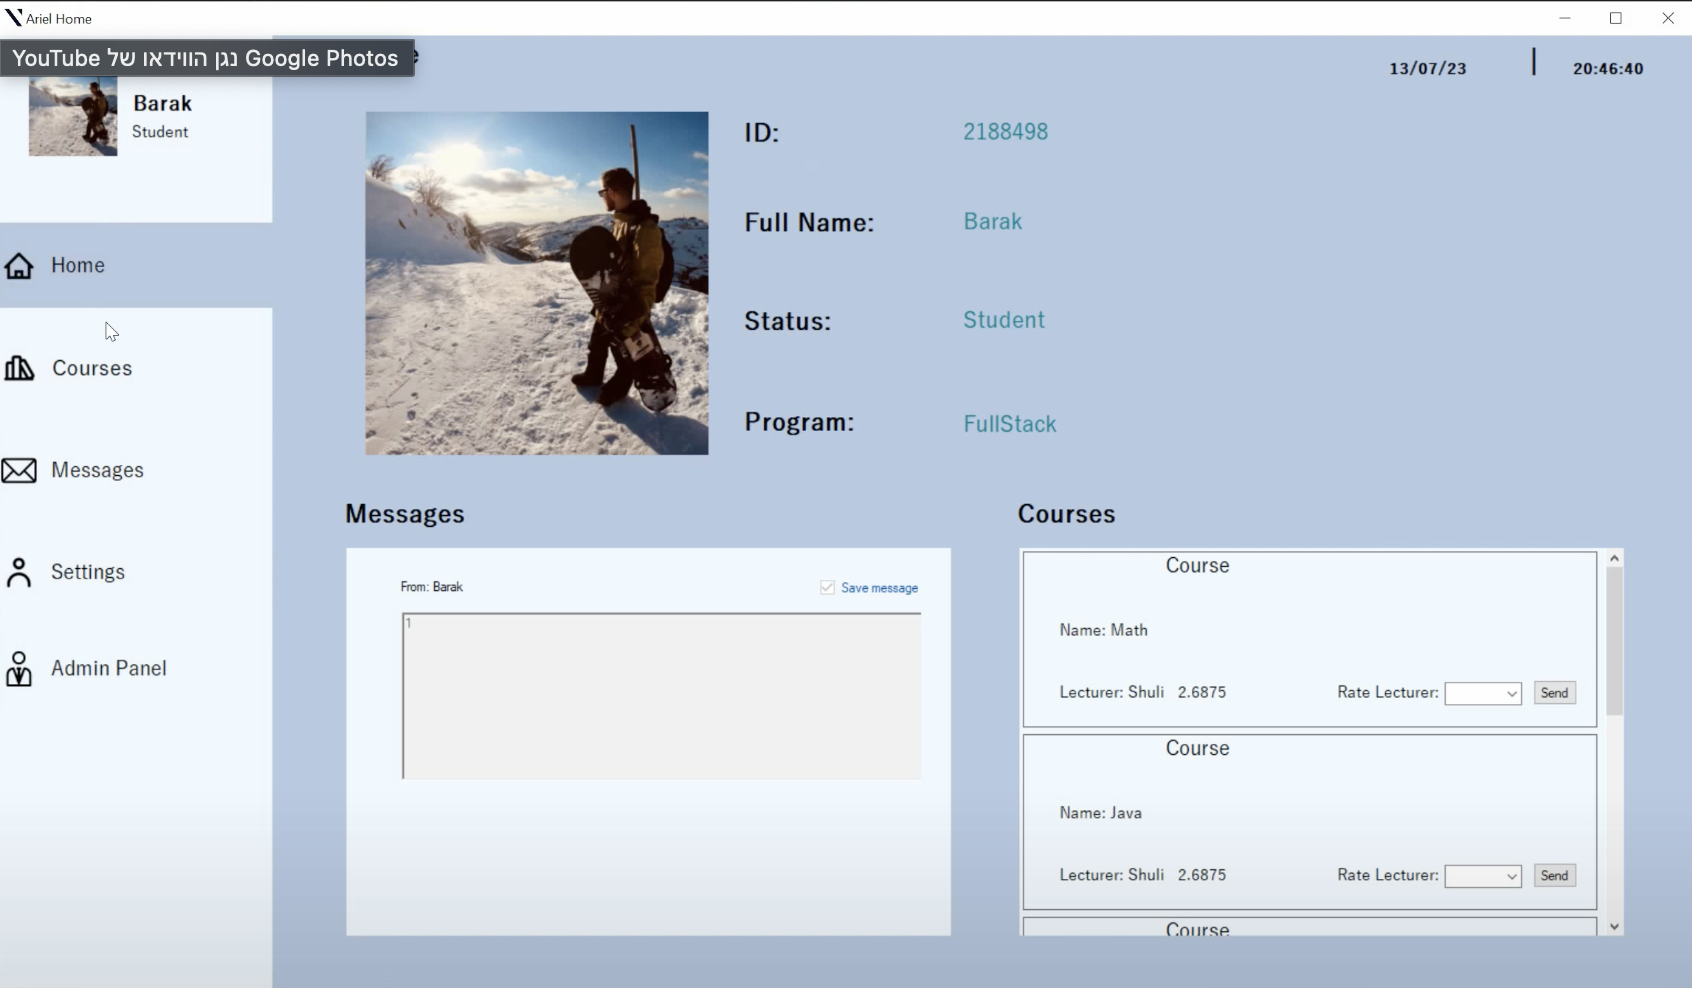 Ariel Home
נגן הווידאו של YouTube Google Photos
13/07/23 | 20:46:40
Barak
Student
Home
Courses
Messages
Settings
Admin Panel
ID: 2188498
Full Name: Barak
Status: Student
Program: FullStack
Messages
From: Barak
Save message
1
Courses
Course
Name: Math
Lecturer: Shuli 2.6875 Rate Lecturer: Send
Course
Name: Java
Lecturer: Shuli 2.6875 Rate Lecturer: Send
Course